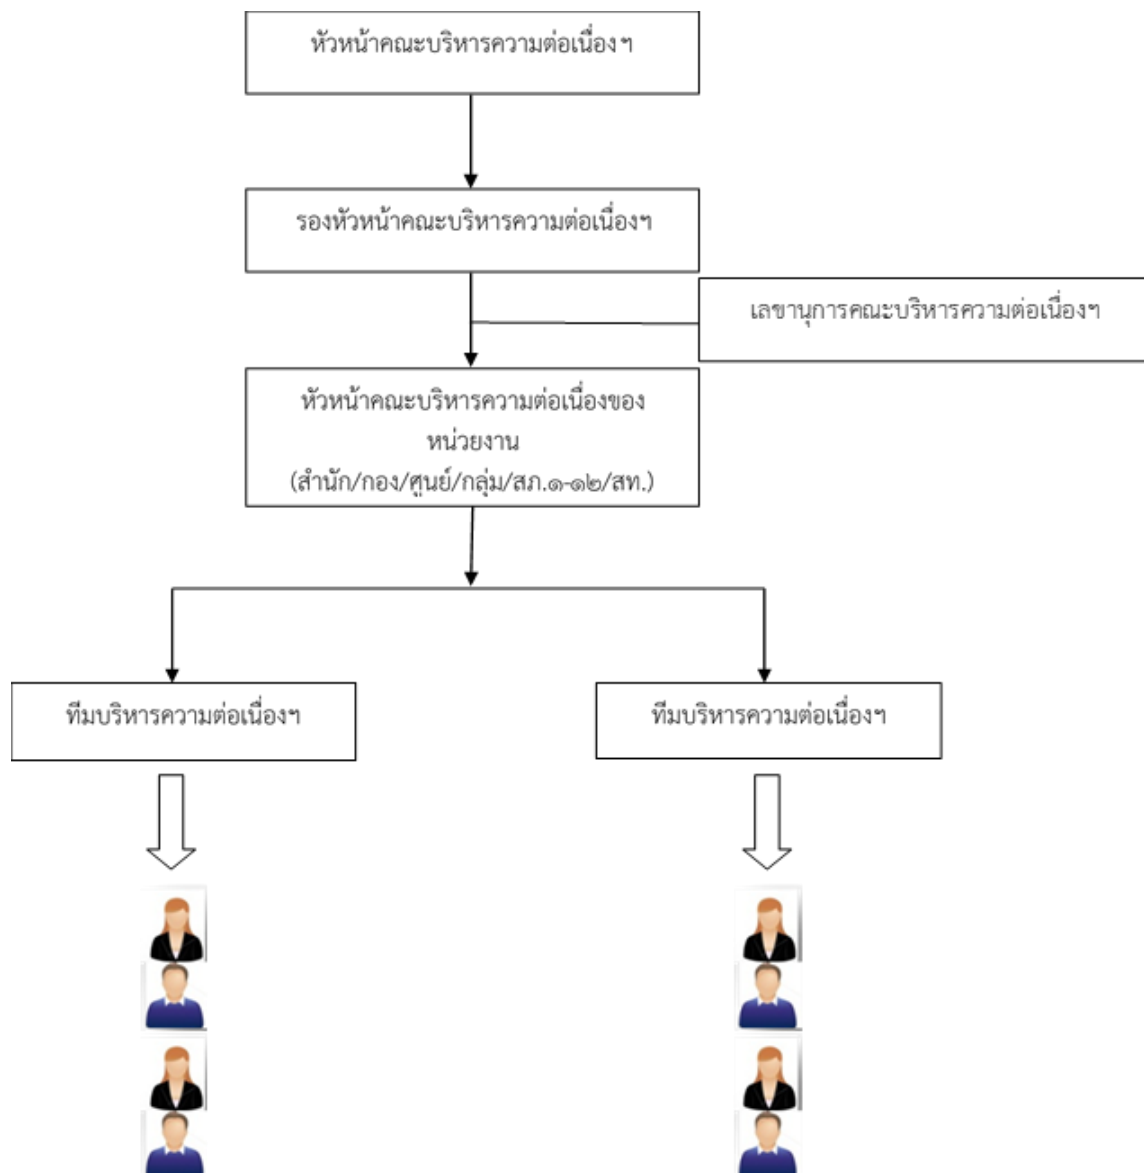 หัวหน้าคณะบริหารความต่อเนื่องฯ
รองหัวหน้าคณะบริหารความต่อเนื่องฯ
เลขานุการคณะบริหารความต่อเนื่องฯ
หัวหน้าคณะบริหารความต่อเนื่องของ
หน่วยงาน
(สำนัก/กอง/ศูนย์/กลุ่ม/สภ.๑-๑๒/สท.)
ทีมบริหารความต่อเนื่องฯ
ทีมบริหารความต่อเนื่องฯ